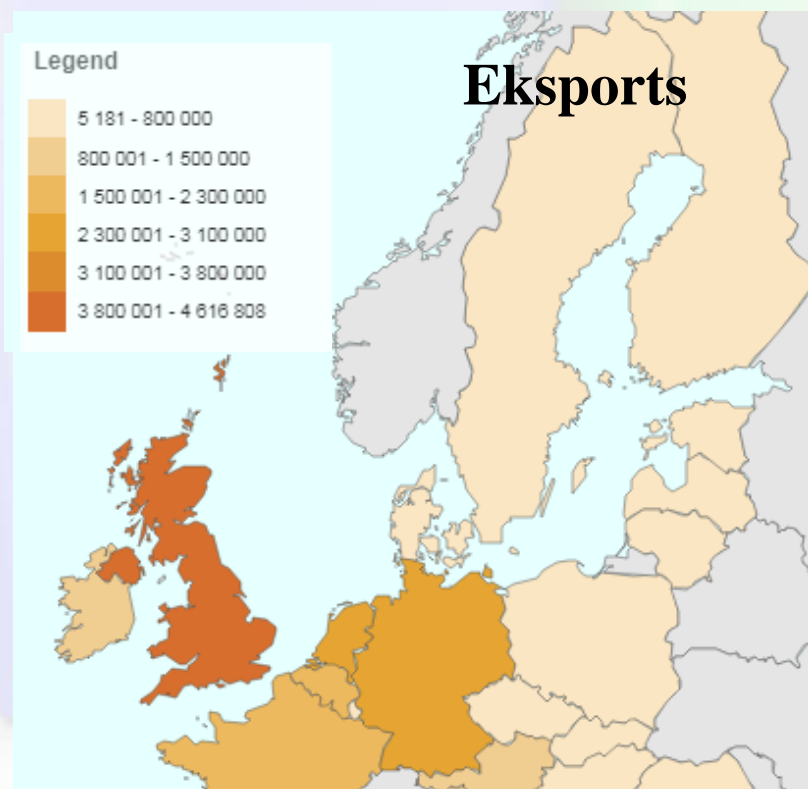 Eksports
Legend
5 181 - 800 000
800 001 - 1 500 000
1 500 001 - 2 300 000
2 300 001 - 3 100 000
3 100 001 - 3 800 000
3 800 001 - 4 616 808